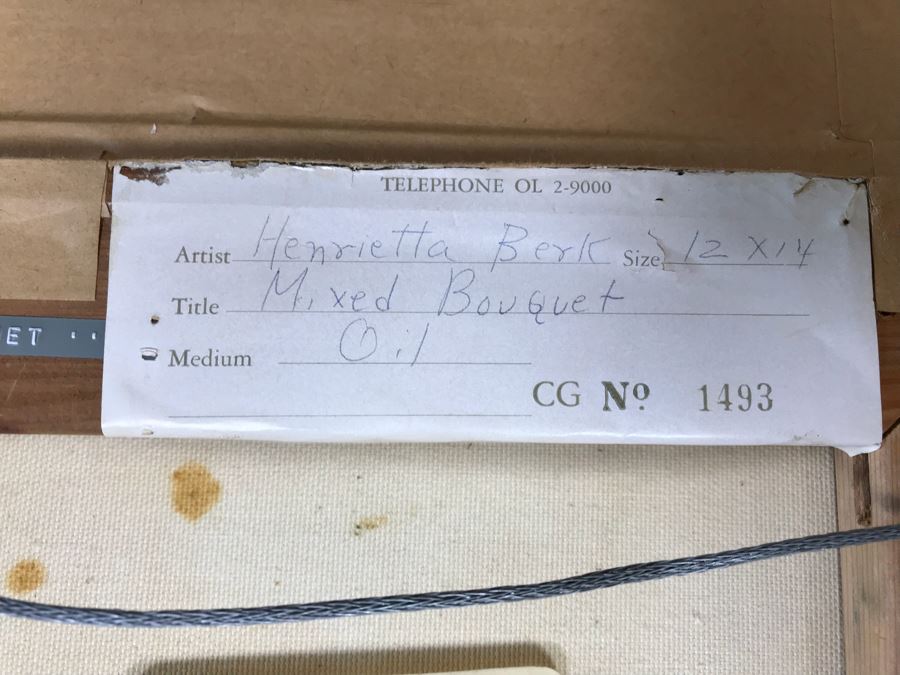 TELEPHONE OL 2-9000
Artist Henrietta Berk Size 12 X 14
Title Mixed Bouquet
ET
Medium Oil
CG Nº 1493